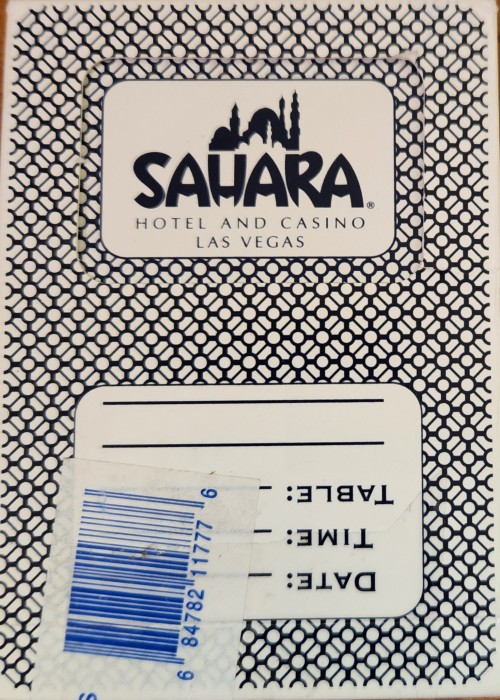 SAHARA®
HOTEL AND CASINO
LAS VEGAS
DATE:
TIME:
TABLE:
6 84782 11777 6